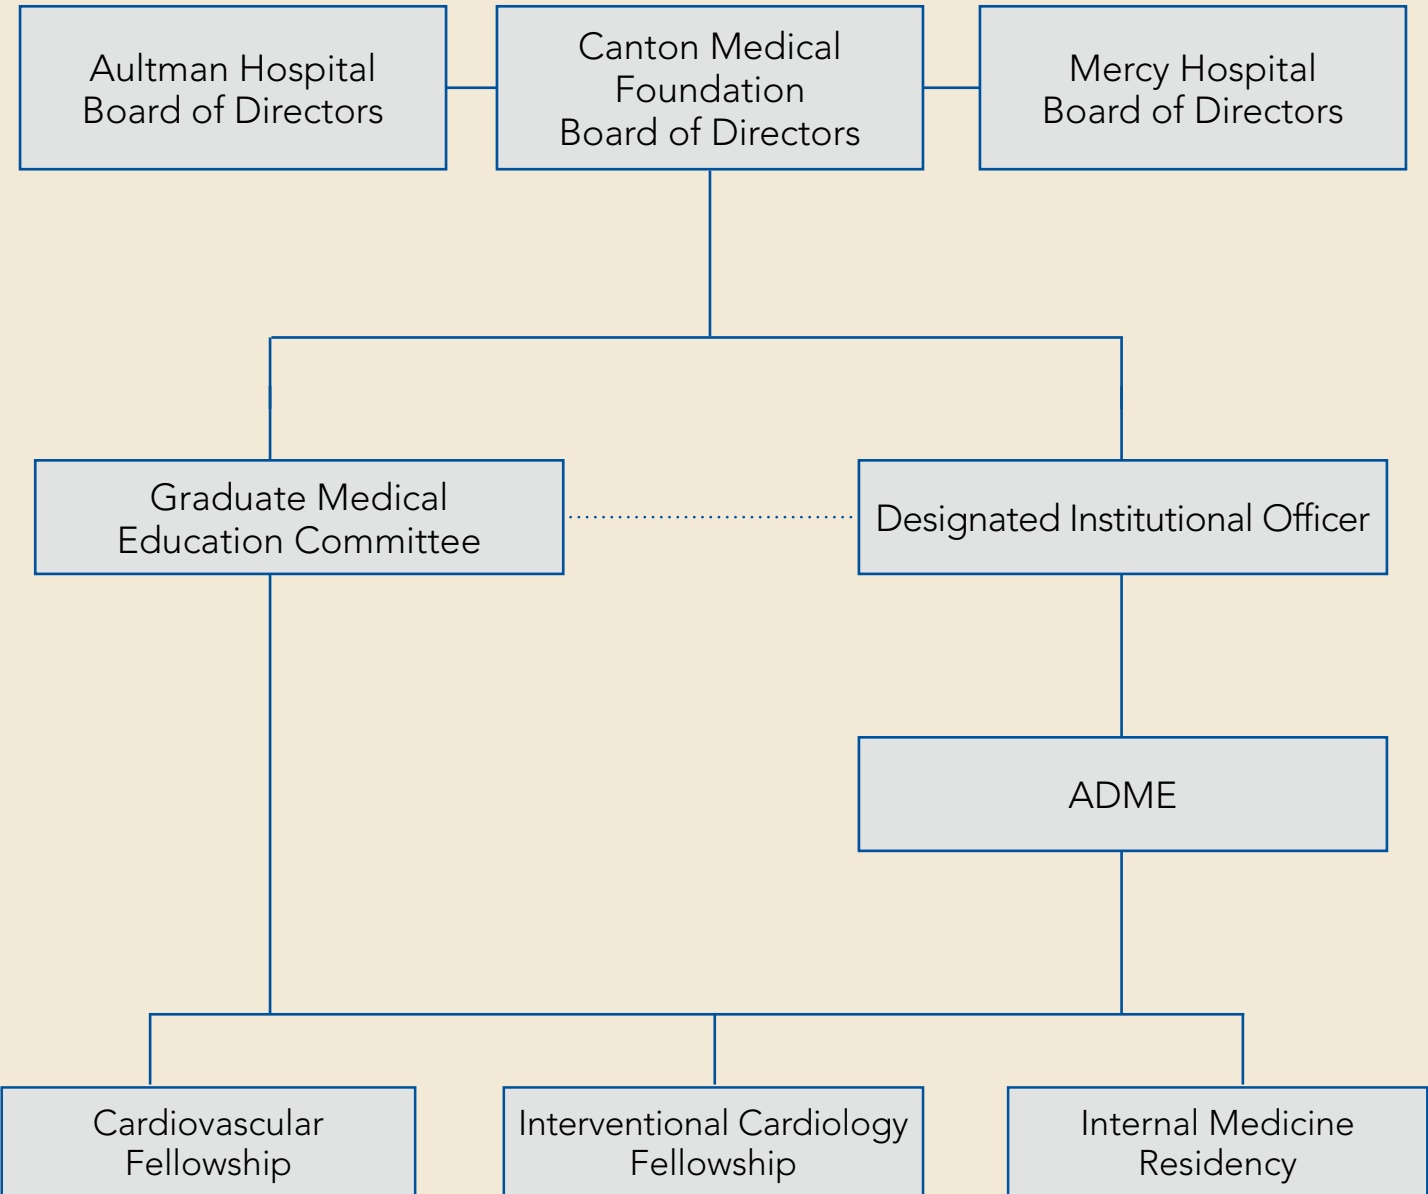 Aultman Hospital
Board of Directors
Canton Medical
Foundation
Board of Directors
Mercy Hospital
Board of Directors
Graduate Medical
Education Committee
Designated Institutional Officer
ADME
Cardiovascular
Fellowship
Interventional Cardiology
Fellowship
Internal Medicine
Residency